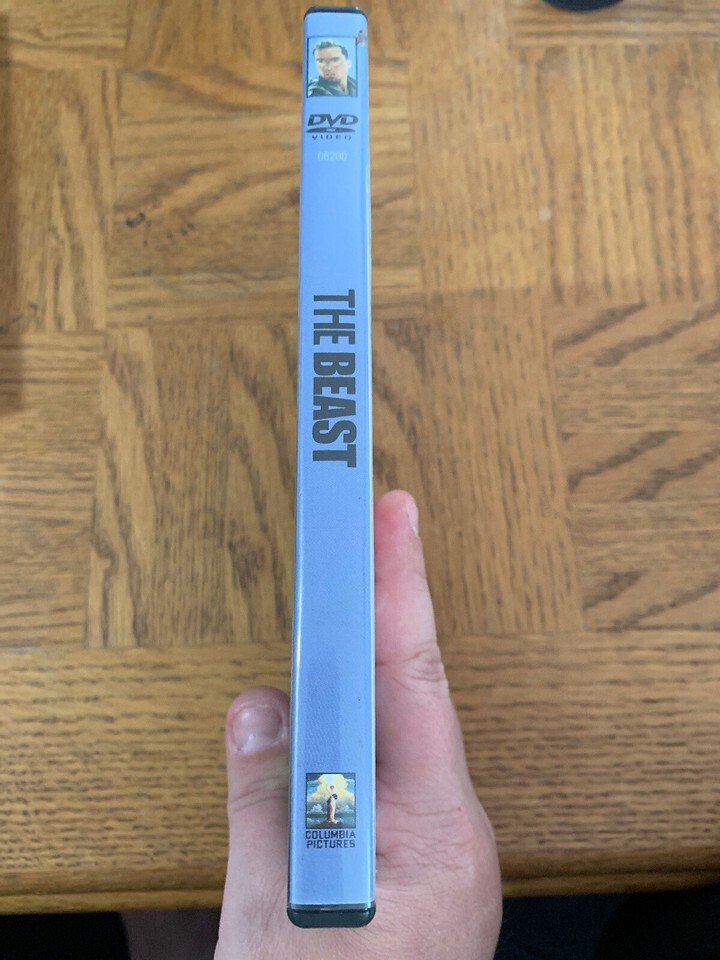 DVD
VIDEO
06200
THE BEAST
COLUMBIA
PICTURES